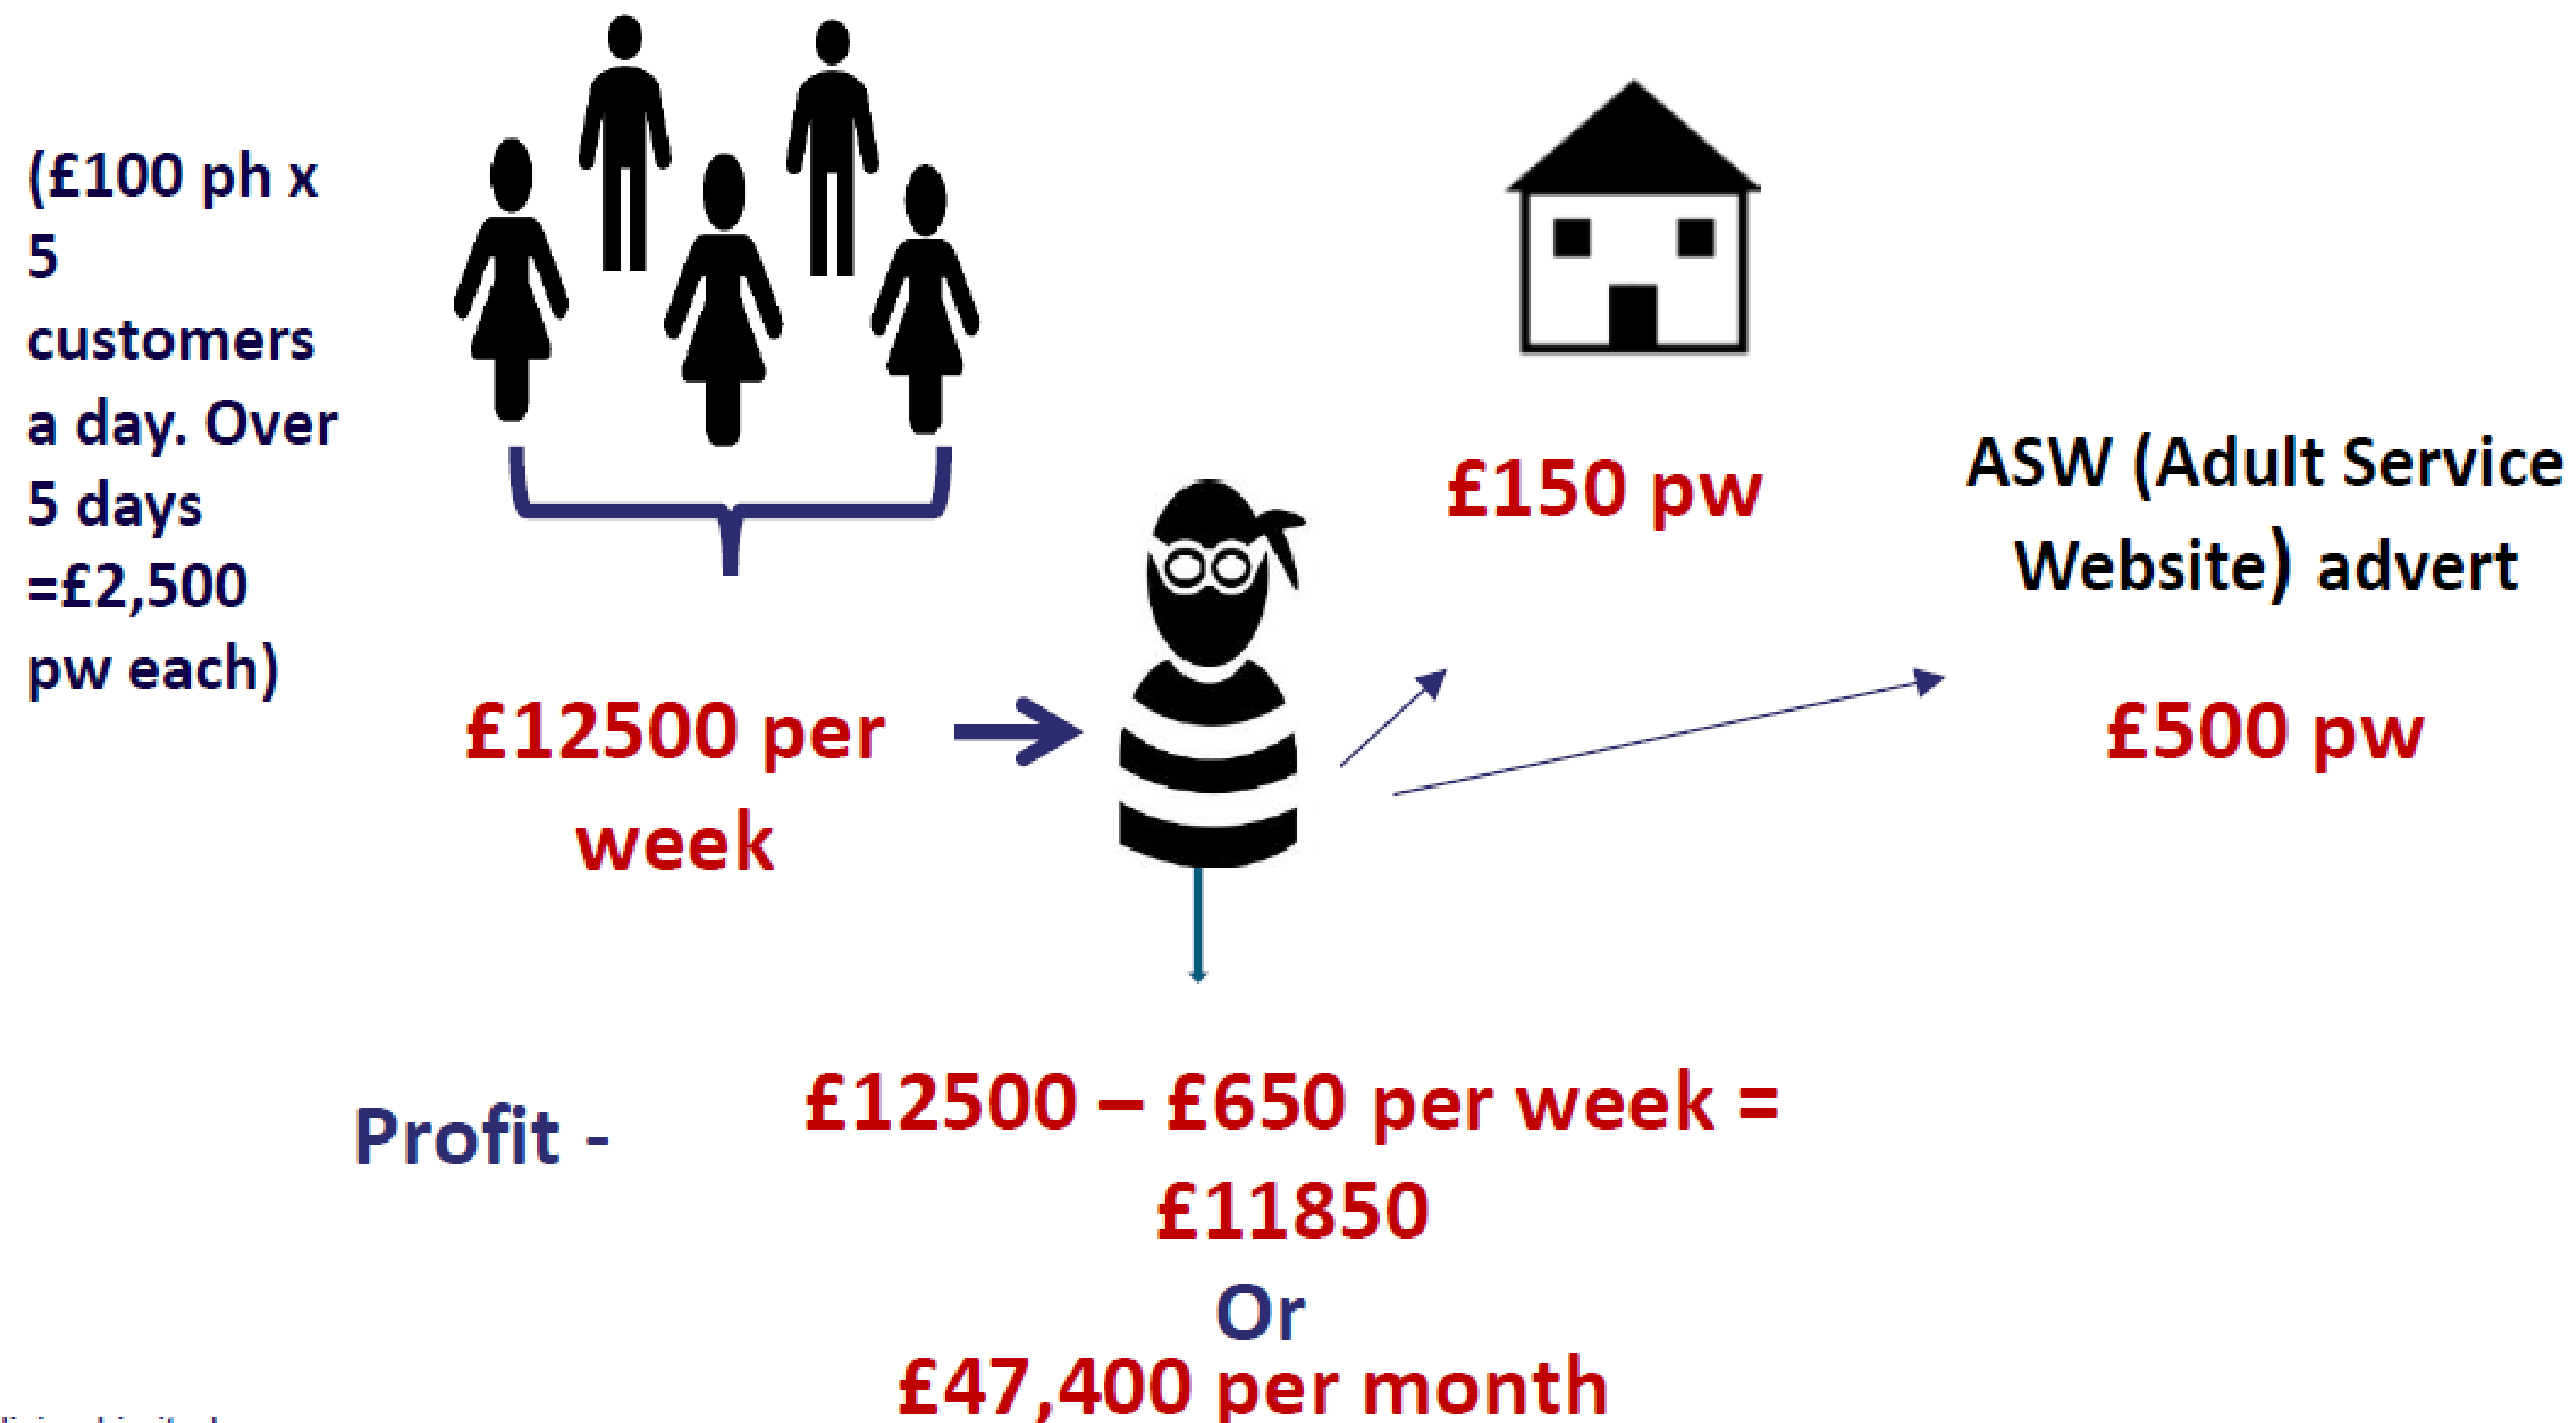 (£100 ph x
5
customers
a day. Over
5 days
=£2,500
pw each)
£12500 per
week
£150 pw
ASW (Adult Service
Website) advert
£500 pw
Profit -
£12500 – £650 per week =
£11850
Or
£47,400 per month